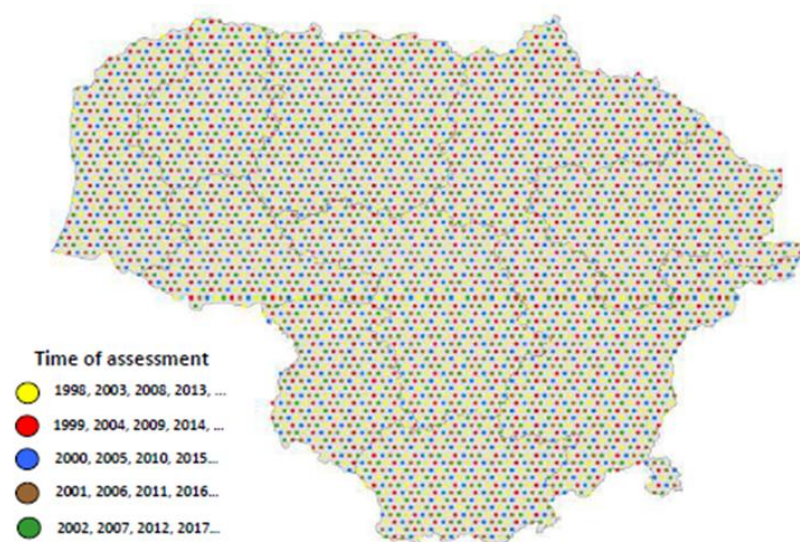 Time of assessment
1998, 2003, 2008, 2013, ...
1999, 2004, 2009, 2014, ...
2000, 2005, 2010, 2015...
2001, 2006, 2011, 2016...
2002, 2007, 2012, 2017...